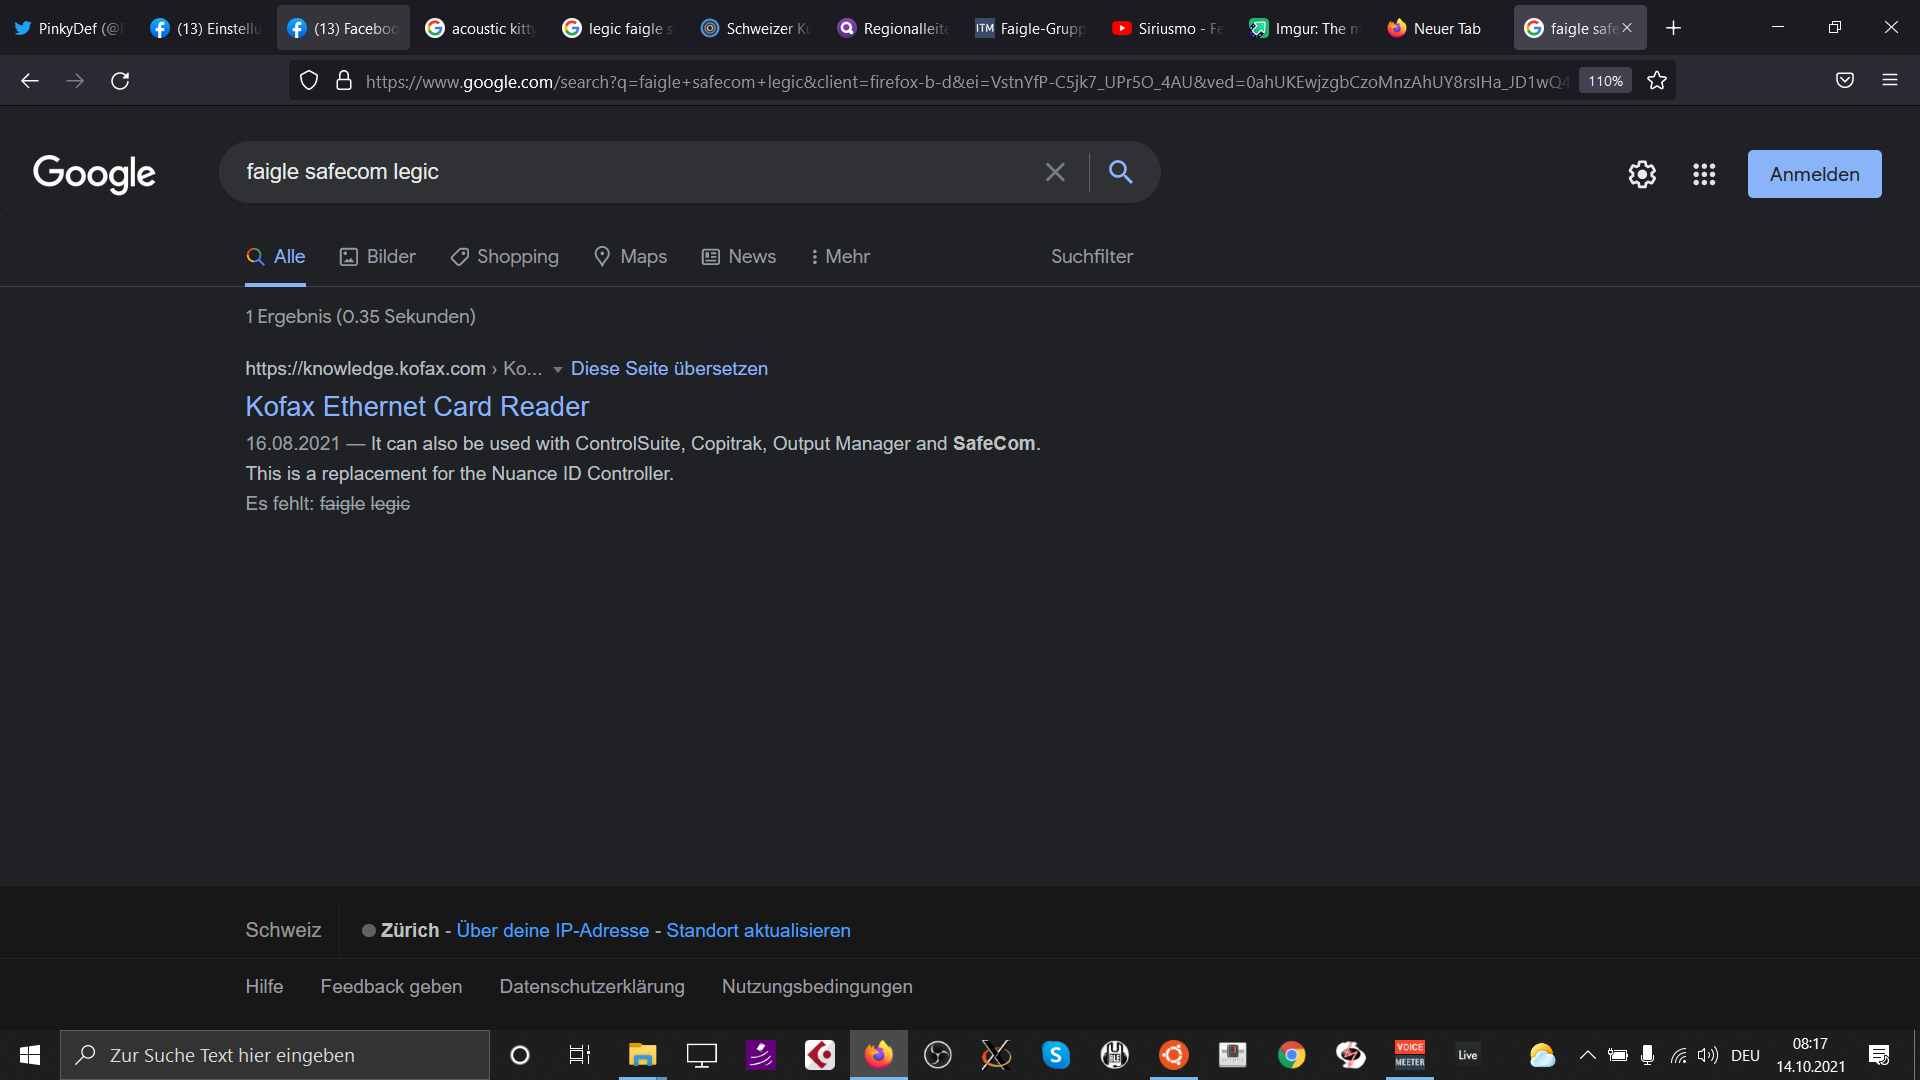 PinkyDef (@
(13) Einstellu
(13) Faceboo
acoustic kitty
legic faigle s
Schweizer Ku
Regionalleite
ITM Faigle-Grupp
Siriusmo - Fe
Imgur: The m
Neuer Tab
faigle safe
https://www.google.com/search?q=faigle+safecom+legic&client=firefox-b-d&ei=VstnYfP-C5jk7_UPr5O_4AU&ved=0ahUKEwjzgbCzoMnzAhUY8rsIHa_JD1wQ4
110%
Google
faigle safecom legic
Anmelden
Alle
Bilder
Shopping
Maps
News
Mehr
Suchfilter
1 Ergebnis (0.35 Sekunden)
https://knowledge.kofax.com › Ko... Diese Seite übersetzen
Kofax Ethernet Card Reader
16.08.2021 — It can also be used with ControlSuite, Copitrak, Output Manager and SafeCom.
This is a replacement for the Nuance ID Controller.
Es fehlt: faigle legic
Schweiz
Zürich - Über deine IP-Adresse - Standort aktualisieren
Hilfe
Feedback geben
Datenschutzerklärung
Nutzungsbedingungen
Zur Suche Text hier eingeben
VOICE
MEETER
Live
DEU
08:17
14.10.2021